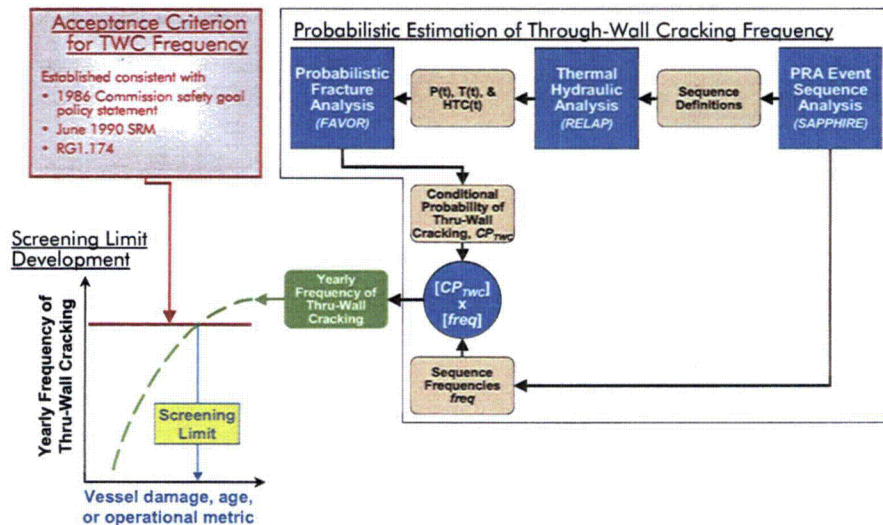 Acceptance Criterion
for TWC Frequency
Established consistent with
• 1986 Commission safety goal
policy statement
• June 1990 SRM
• RG1.174
Probabilistic Estimation of Through-Wall Cracking Frequency
Probabilistic
Fracture
Analysis
(FAVOR)
P(t), T(t), &
HTC(t)
Thermal
Hydraulic
Analysis
(RELAP)
Sequence
Definitions
PRA Event
Sequence
Analysis
(SAPPHIRE)
Conditional
Probability of
Thru-Wall
Cracking, CPTWC
Screening Limit
Development
Yearly
Frequency of
Thru-Wall
Cracking
[CPTWC]
x
[freq]
Sequence
Frequencies
freq
Yearly Frequency of
Thru-Wall Cracking
Screening
Limit
Vessel damage, age,
or operational metric